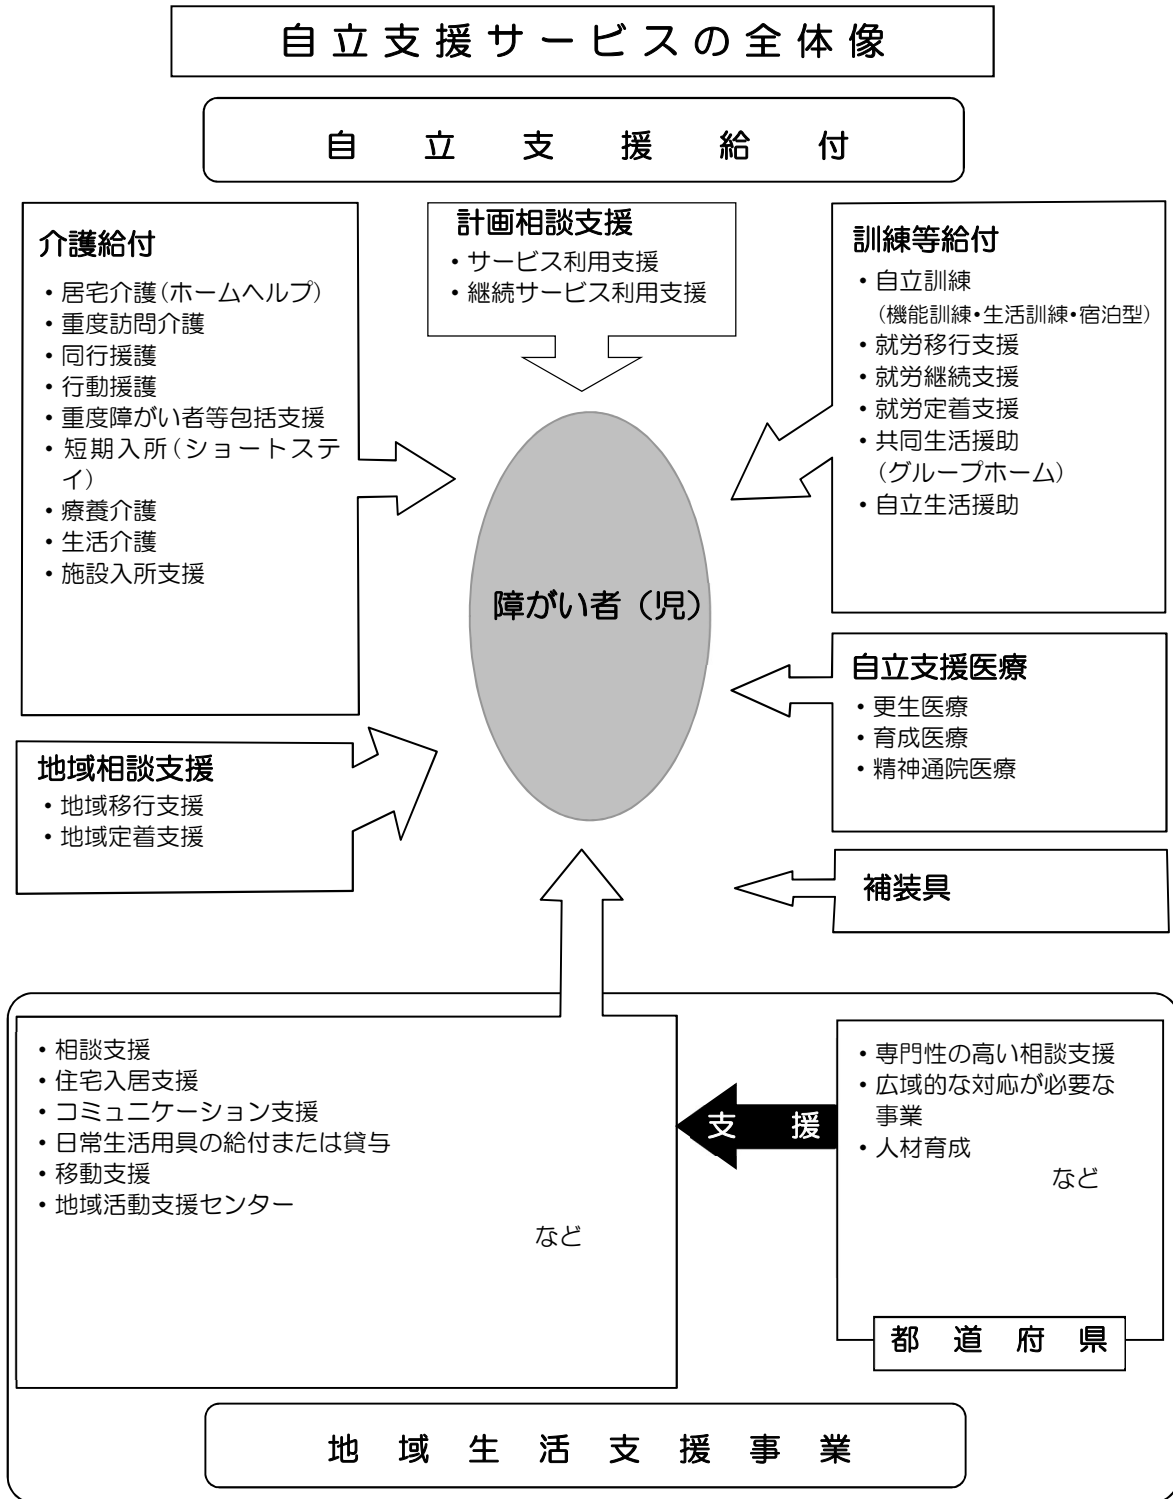 自立支援サービスの全体像
自立支援給付
介護給付
・居宅介護(ホームヘルプ)
・重度訪問介護
・同行援護
・行動援護
・重度障がい者等包括支援
・短期入所(ショートステ
イ)
・療養介護
・生活介護
・施設入所支援
計画相談支援
・サービス利用支援
・継続サービス利用支援
訓練等給付
・自立訓練
(機能訓練・生活訓練・宿泊型)
・就労移行支援
・就労継続支援
・就労定着支援
・共同生活援助
(グループホーム)
・自立生活援助
障がい者（児）
自立支援医療
・更生医療
・育成医療
・精神通院医療
地域相談支援
・地域移行支援
・地域定着支援
補装具
・相談支援
・住宅入居支援
・コミュニケーション支援
・日常生活用具の給付または貸与
・移動支援
・地域活動支援センター
など
支　援
・専門性の高い相談支援
・広域的な対応が必要な
事業
・人材育成
など
都道府県
地域生活支援事業